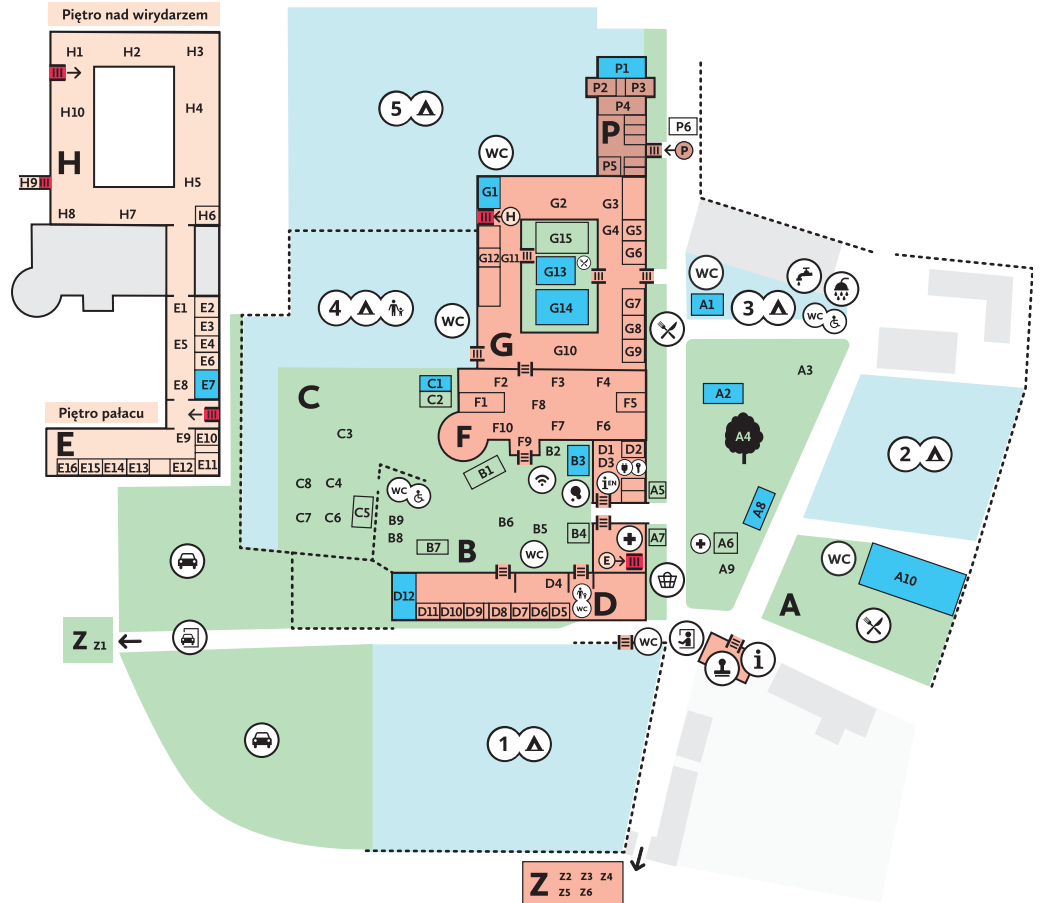 Piętro nad wirydarzem
H1 H2 H3
H10 H4
H
H9 H5
H8 H7 H6
E1 E2
E3
E5 E4
E6
E8 E7
Piętro pałacu
E E9 E10
E16 E15 E14 E13 E12 E11
5
WC
P1
P2 P3
P4
P
P5
P6
P
G1 G2 G3
H
G4 G5
G15
G12 G11 G6
G13
G14
G7
G8
G G10 G9
4
WC
WC
A1
3
WC
C C1
C2
F2 F3 F4
F1 F8 F5
F
F10 F7 F6
F9
C3
C8 C4
C7 C6 C5
WC
B9
B8
B1 B2 B3
B6 B5 B4
B7 B
WC
D1 D2
D3
i EN
A5
A7
E
D12
D4
D11 D10 D9 D8 D7 D6 D5
WC
D
A3
A2
A4
A8
A6
A9
2
WC
A10
A
Z Z1
WC
i
1
Z Z2 Z3 Z4
Z5 Z6